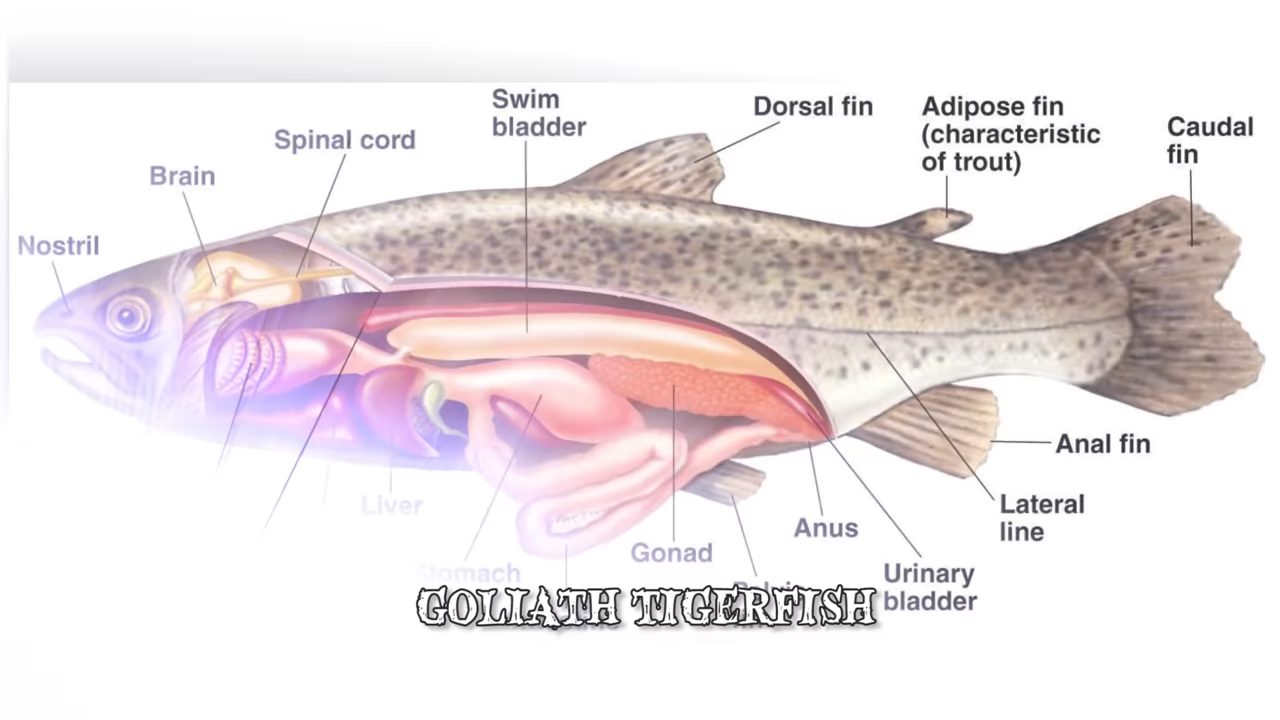 Swim
bladder
Dorsal fin
Adipose fin
(characteristic
of trout)
Caudal
fin
Spinal cord
Brain
Nostril
Anal fin
Lateral
line
Liver
Anus
Gonad
Stomach
Urinary
bladder
GOLIATH TIGERFISH